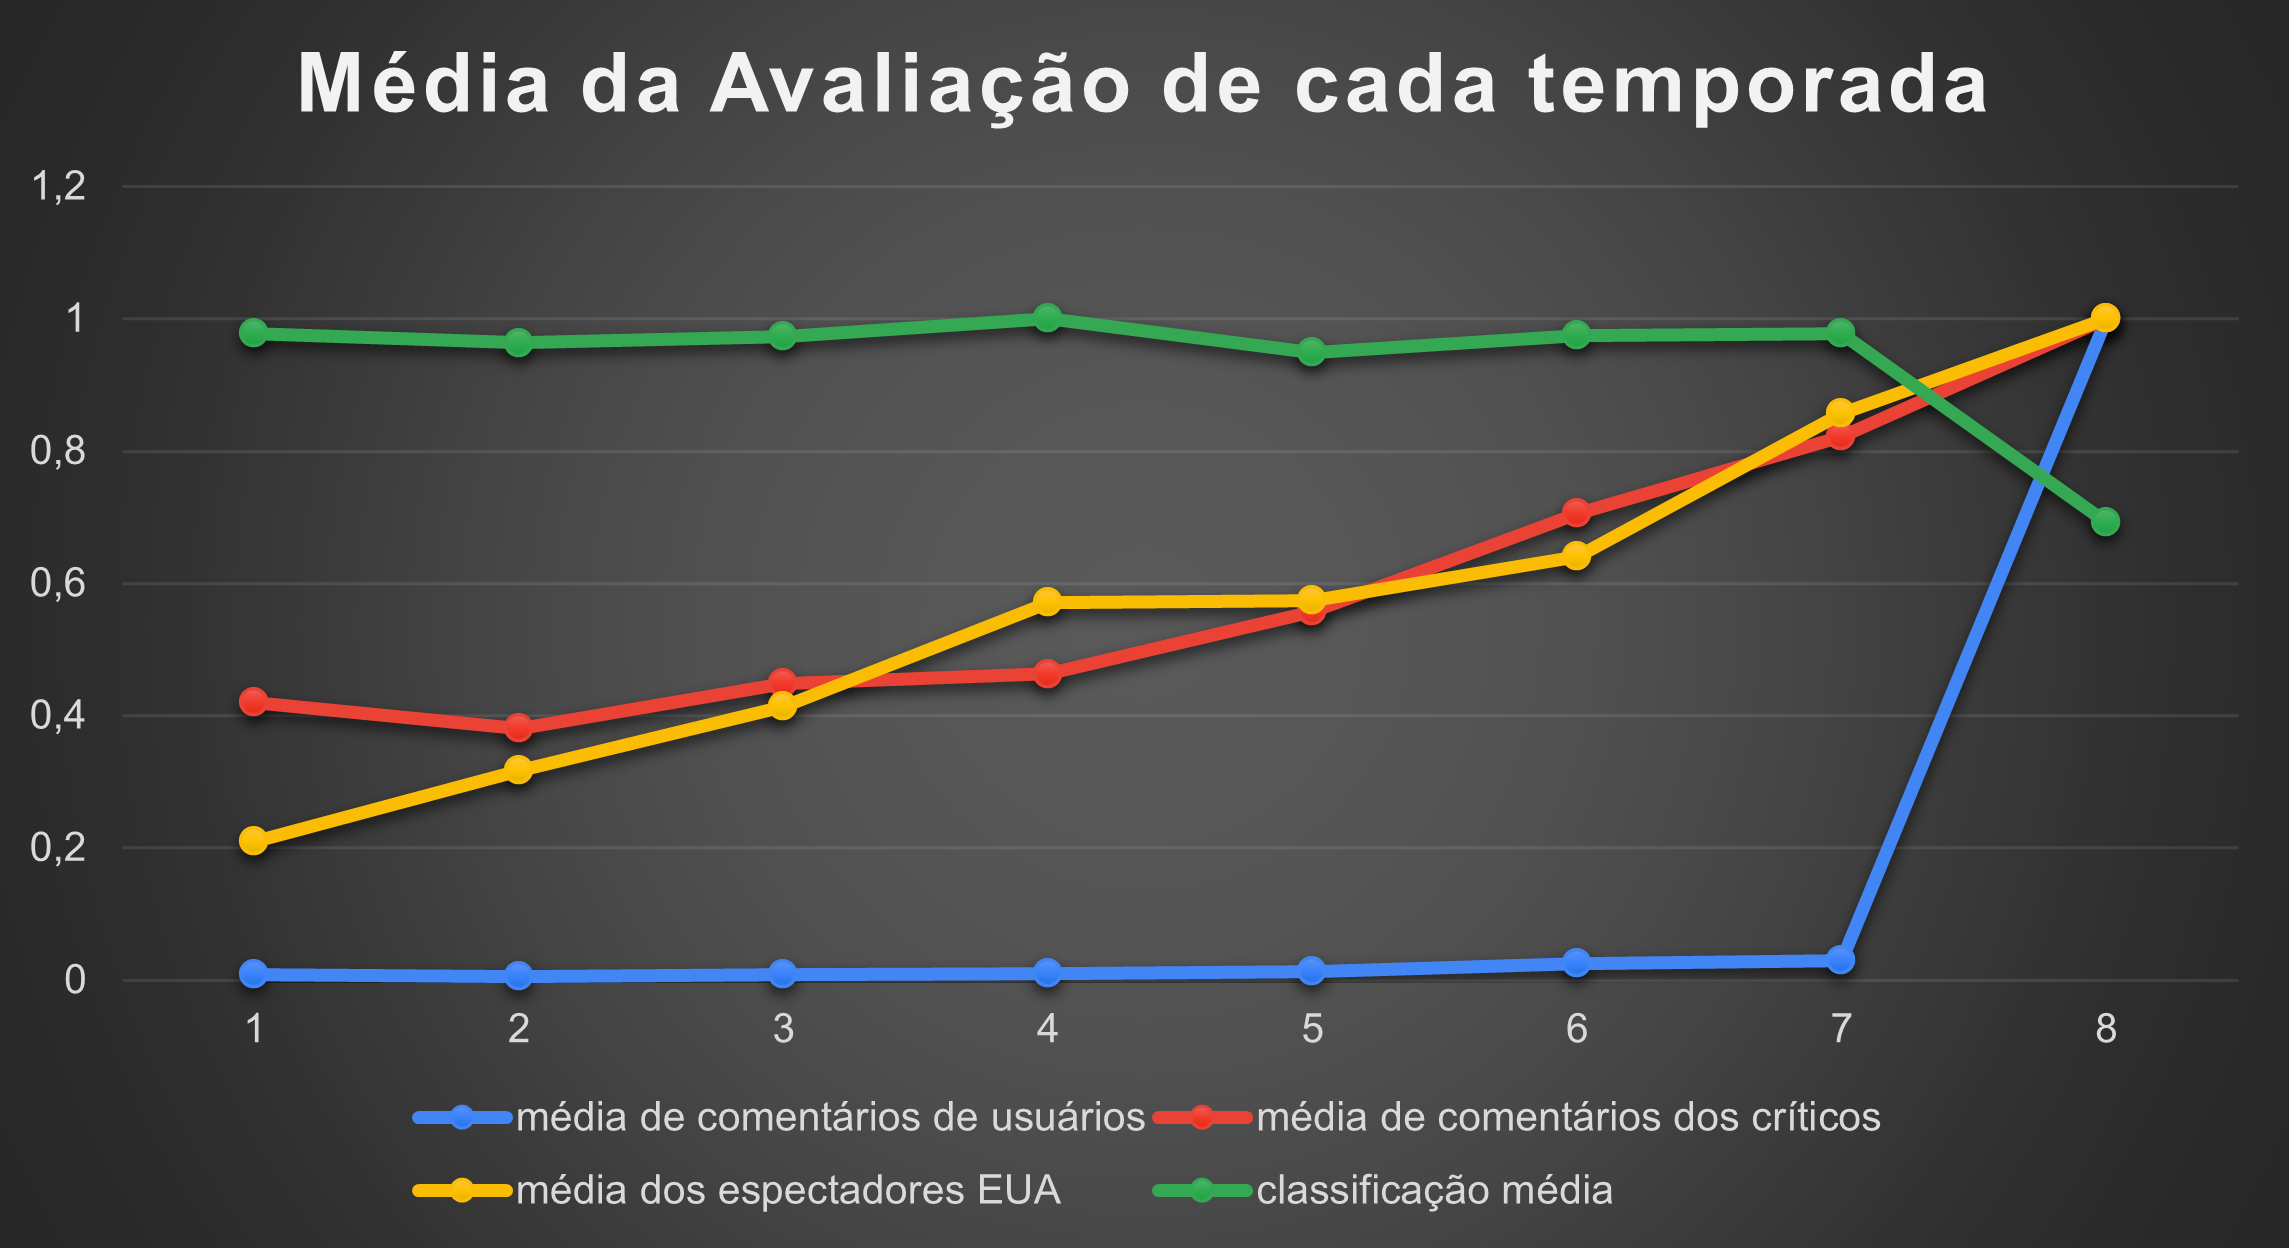 Média da Avaliação de cada temporada
1,2
1
0,8
0,6
0,4
0,2
0
1 2 3 4 5 6 7 8
média de comentários de usuários média de comentários dos críticos
média dos espectadores EUA classificação média